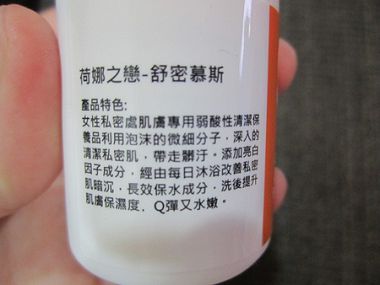 荷娜之戀-舒密慕斯
產品特色:
女性私密處肌膚專用弱酸性清潔保
養品利用泡沫的微細分子，深入的
清潔私密肌，帶走髒汙。添加亮白
因子成分，經由每日沐浴改善私密
肌暗沉，長效保水成分，洗後提升
肌膚保濕度．Q彈又水嫩。